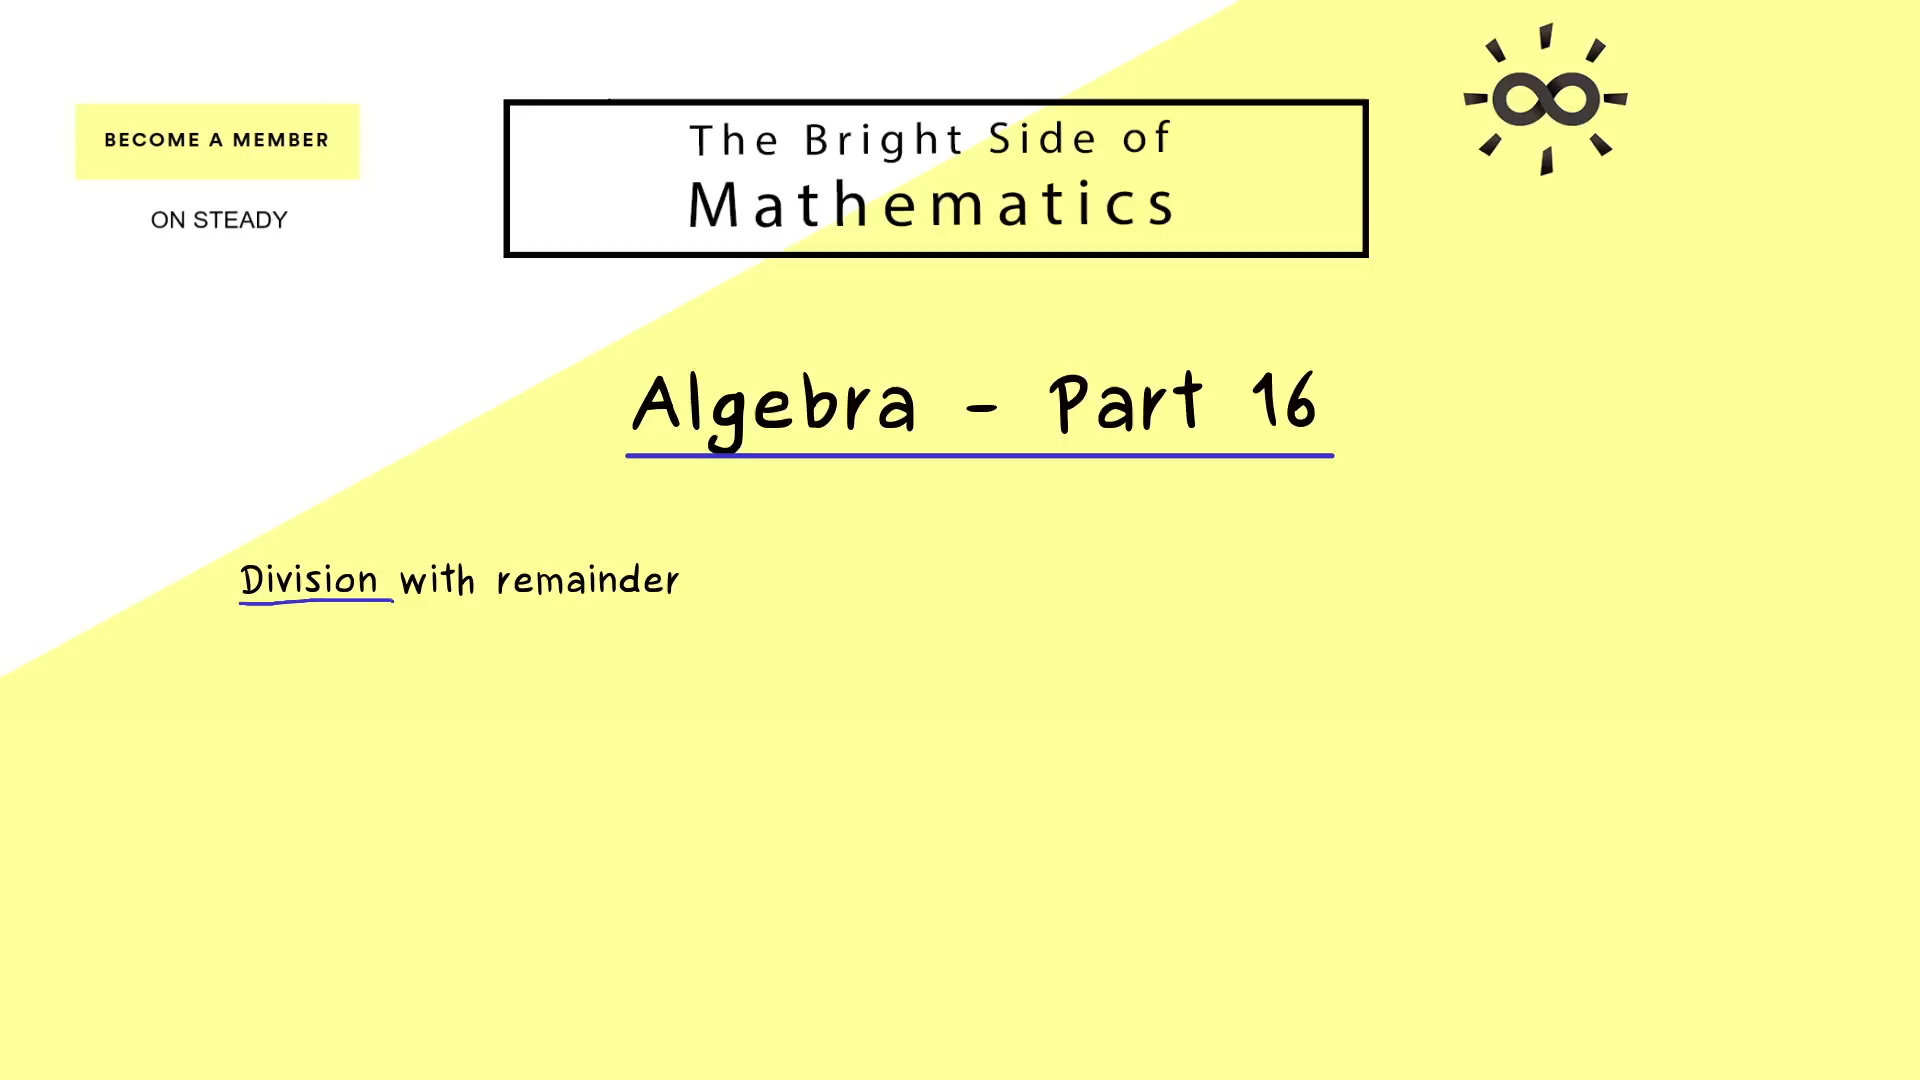 BECOME A MEMBER
ON STEADY
The Bright Side of
Mathematics
Algebra - Part 16
Division with remainder